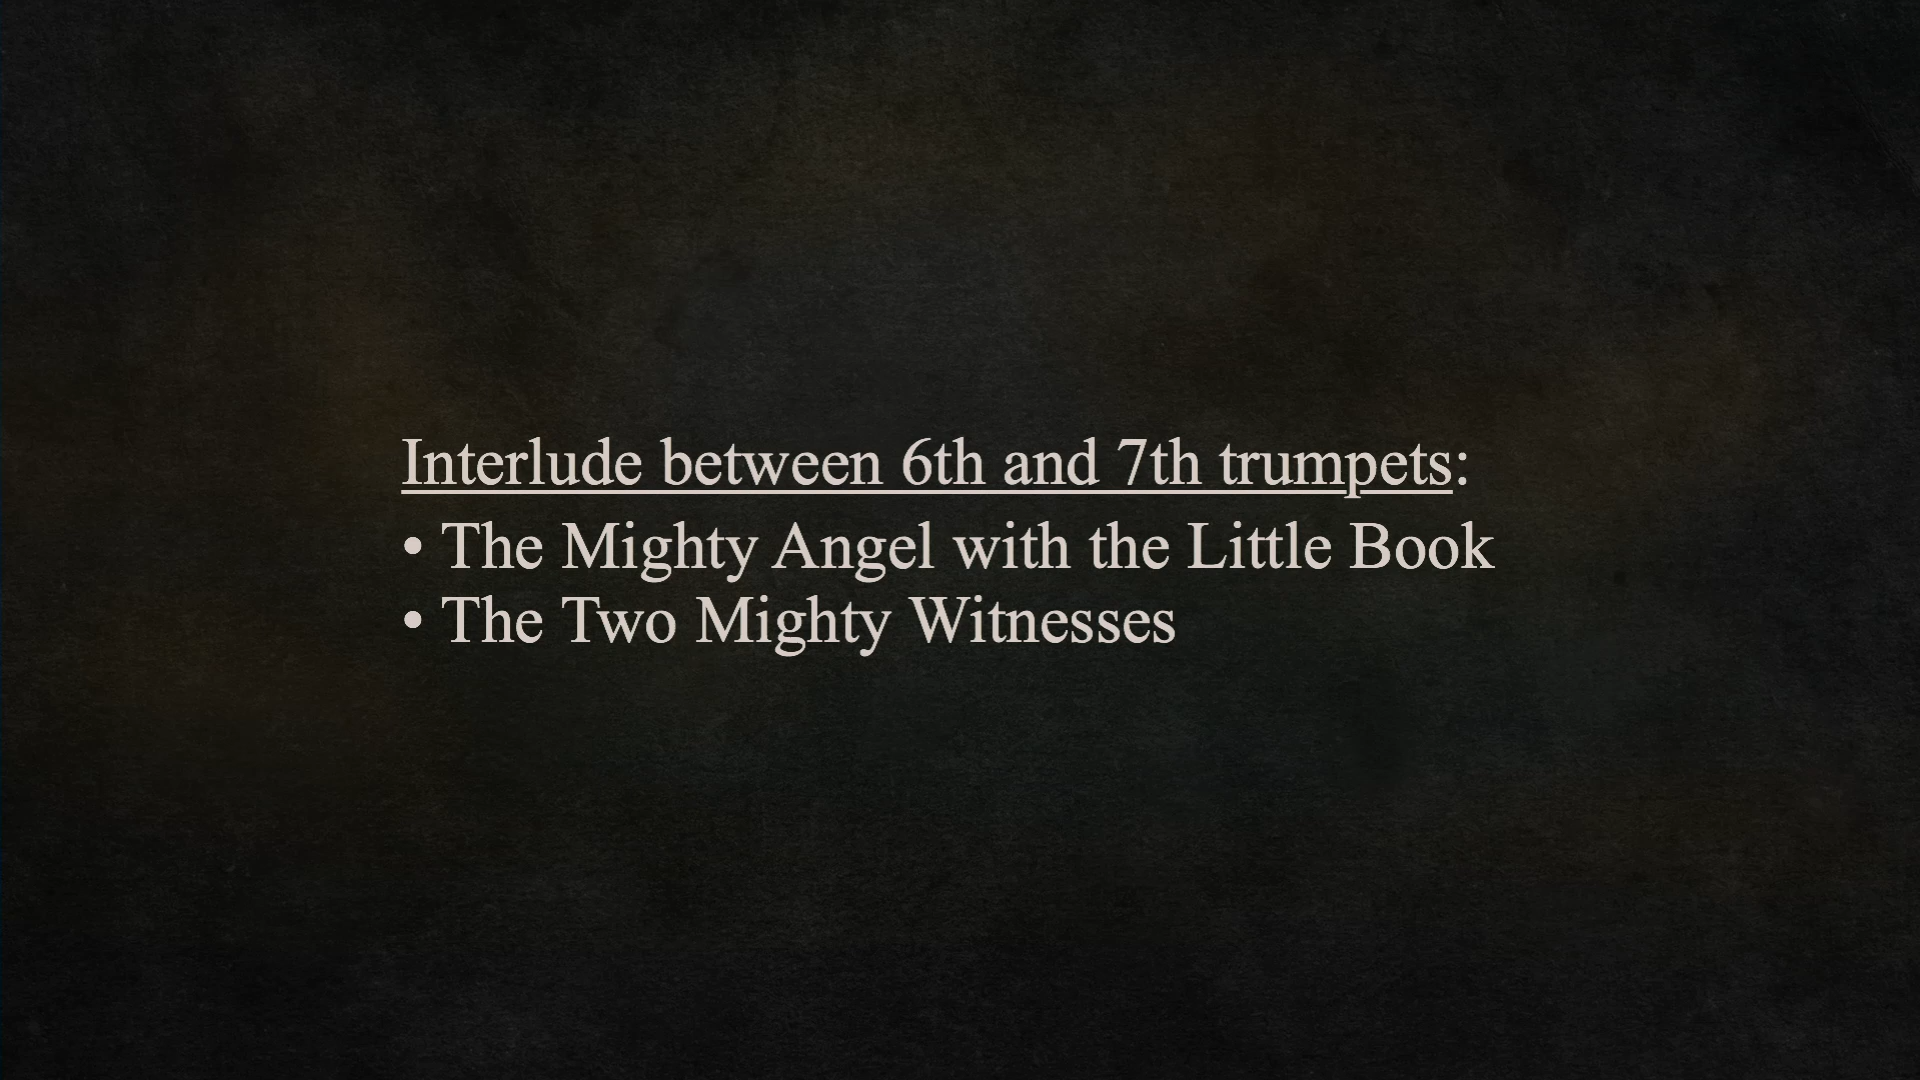 Interlude between 6th and 7th trumpets:
• The Mighty Angel with the Little Book
• The Two Mighty Witnesses